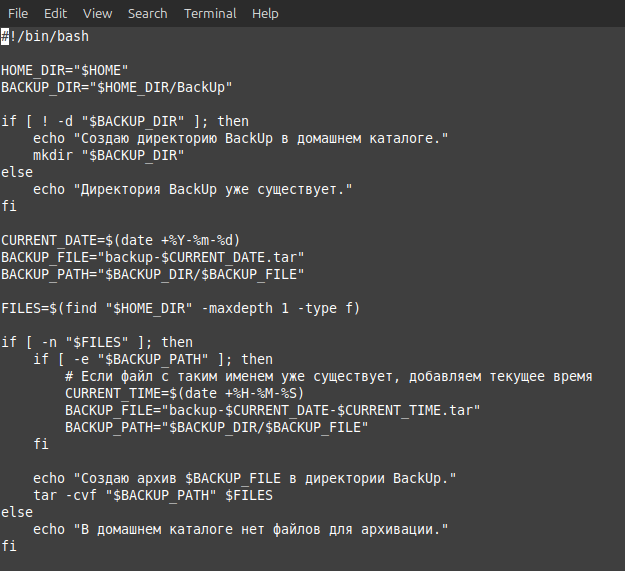 File Edit View Search Terminal Help
#!/bin/bash
HOME_DIR="$HOME"
BACKUP_DIR="$HOME_DIR/BackUp"
if [ ! -d "$BACKUP_DIR" ]; then
    echo "Создаю директорию BackUp в домашнем каталоге."
    mkdir "$BACKUP_DIR"
else
    echo "Директория BackUp уже существует."
fi
CURRENT_DATE=$(date +%Y-%m-%d)
BACKUP_FILE="backup-$CURRENT_DATE.tar"
BACKUP_PATH="$BACKUP_DIR/$BACKUP_FILE"
FILES=$(find "$HOME_DIR" -maxdepth 1 -type f)
if [ -n "$FILES" ]; then
    if [ -e "$BACKUP_PATH" ]; then
        # Если файл с таким именем уже существует, добавляем текущее время
        CURRENT_TIME=$(date +%H-%M-%S)
        BACKUP_FILE="backup-$CURRENT_DATE-$CURRENT_TIME.tar"
        BACKUP_PATH="$BACKUP_DIR/$BACKUP_FILE"
    fi
    echo "Создаю архив $BACKUP_FILE в директории BackUp."
    tar -cvf "$BACKUP_PATH" $FILES
else
    echo "В домашнем каталоге нет файлов для архивации."
fi